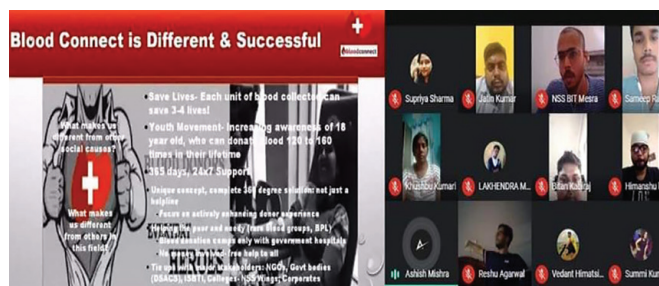 Blood Connect is Different & Successful
bloodconnect
What makes us
different from other
social causes?
What makes
us different
from others in
this field?
•Save Lives- Each unit of blood collected can
save 3-4 lives!
•Youth Movement- Increasing awareness of 18
year old, who can donate blood 120 to 160
times in their lifetime
•365 days, 24x7 Support
•Unique concept, complete 360 degree solution; not just a
helpline
•Focus on actively enhancing donor experience
•Helping the poor and needy (rare blood groups, BPL)
•Blood donation camps only with government hospitals
•No money involved- free help to all
•Tie ups with major stakeholders: NGOs, Govt bodies
(DSACS), ISBTI, Colleges- NSS Wings, Corporates
Supriya Sharma
Jatin Kumar
NSS BIT Mesra
Sameep Ra
Khushbu Kumari
LAKHENDRA M...
Bitan Kabiraj
Himanshu
Ashish Mishra
Reshu Agarwal
Vedant Himatsi...
Summi Kum